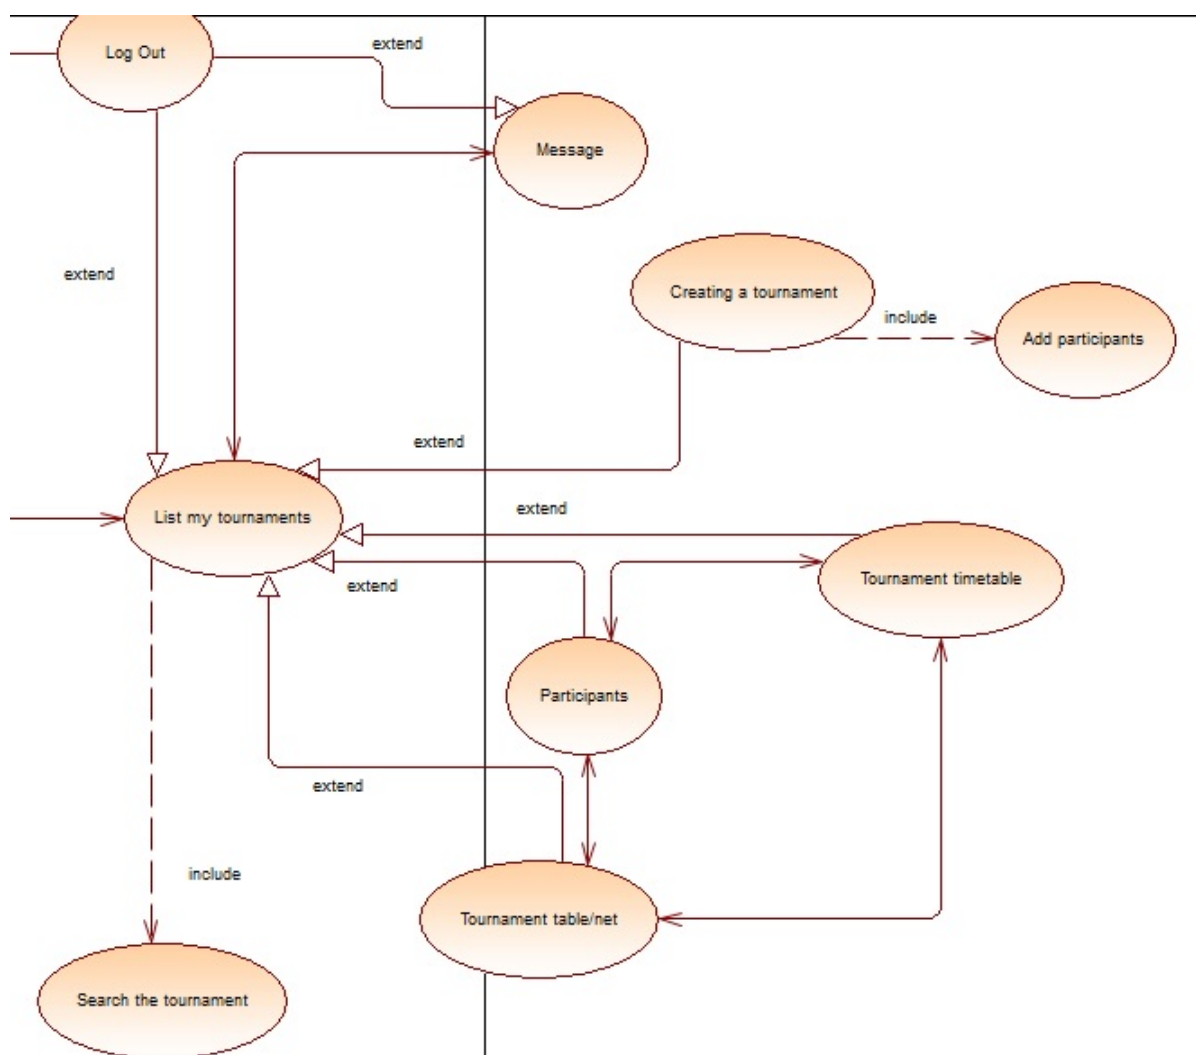 extend
Log Out
Message
extend
Creating a tournament
include
Add participants
extend
List my tournaments
extend
Tournament timetable
extend
Participants
extend
include
Tournament table/net
Search the tournament